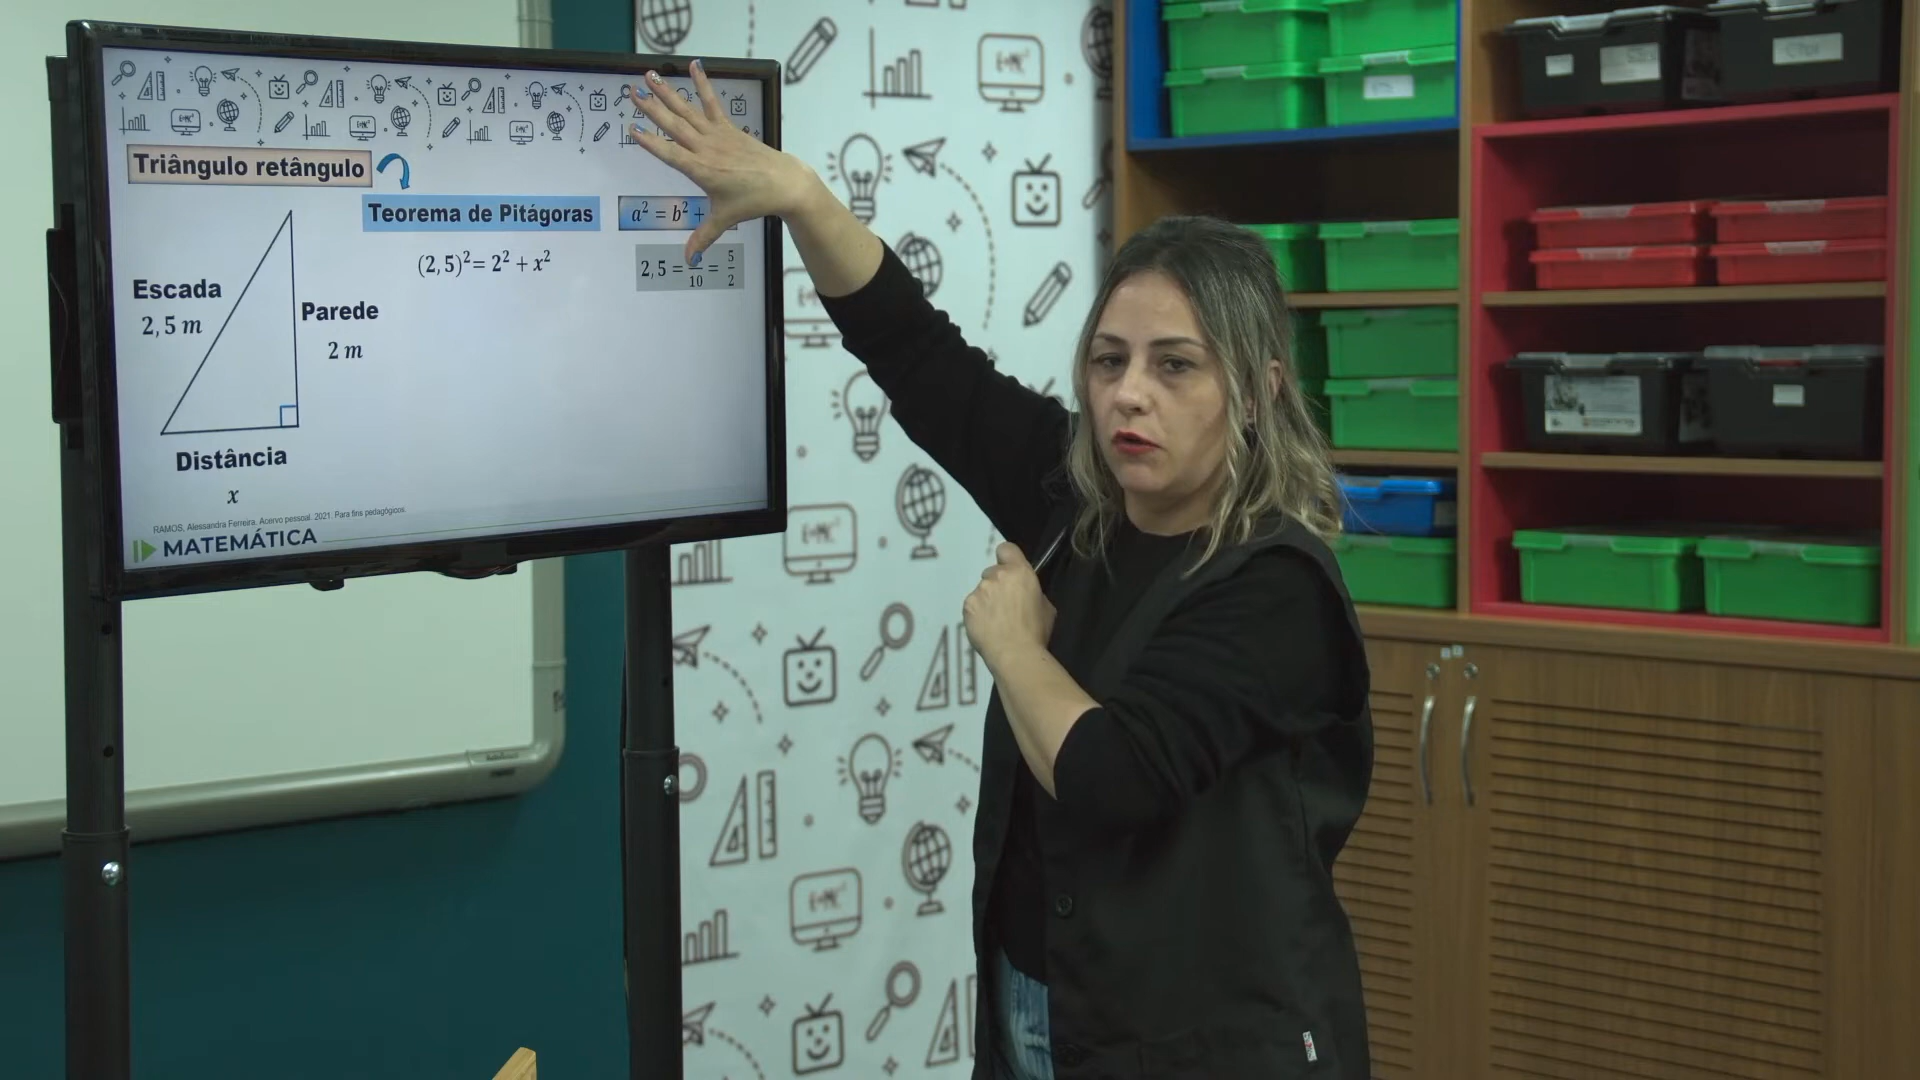 Triângulo retângulo
Teorema de Pitágoras
a² = b² +
(2,5)² = 2² + x²
2,5 = /10 = 5/2
Escada
2,5 m
Parede
2 m
Distância
x
RAMOS, Alessandra Ferreira. Acervo pessoal. 2021. Para fins pedagógicos.
MATEMÁTICA